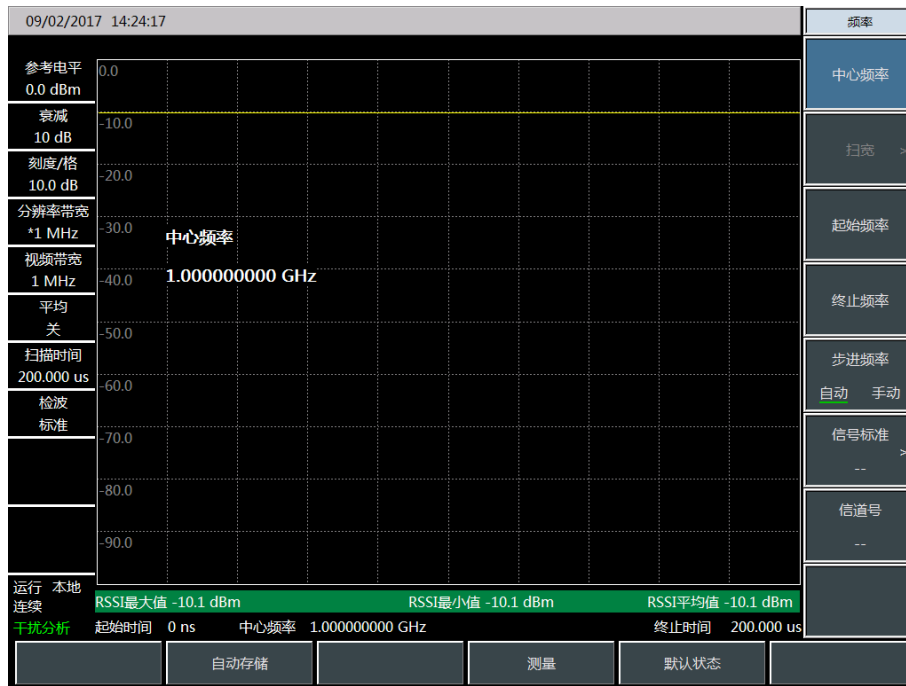 09/02/2017 14:24:17
频率
参考电平
0.0 dBm
衰减
10 dB
刻度/格
10.0 dB
分辨率带宽
*1 MHz
视频带宽
1 MHz
平均
关
扫描时间
200.000 us
检波
标准
运行 本地
连续
干扰分析
0.0
-10.0
-20.0
-30.0
-40.0
-50.0
-60.0
-70.0
-80.0
-90.0
中心频率
1.000000000 GHz
RSSI最大值 -10.1 dBm RSSI最小值 -10.1 dBm RSSI平均值 -10.1 dBm
起始时间 0 ns 中心频率 1.000000000 GHz 终止时间 200.000 us
中心频率
扫宽 >
起始频率
终止频率
步进频率
自动 手动
信号标准 >
--
信道号
--
自动存储 测量 默认状态